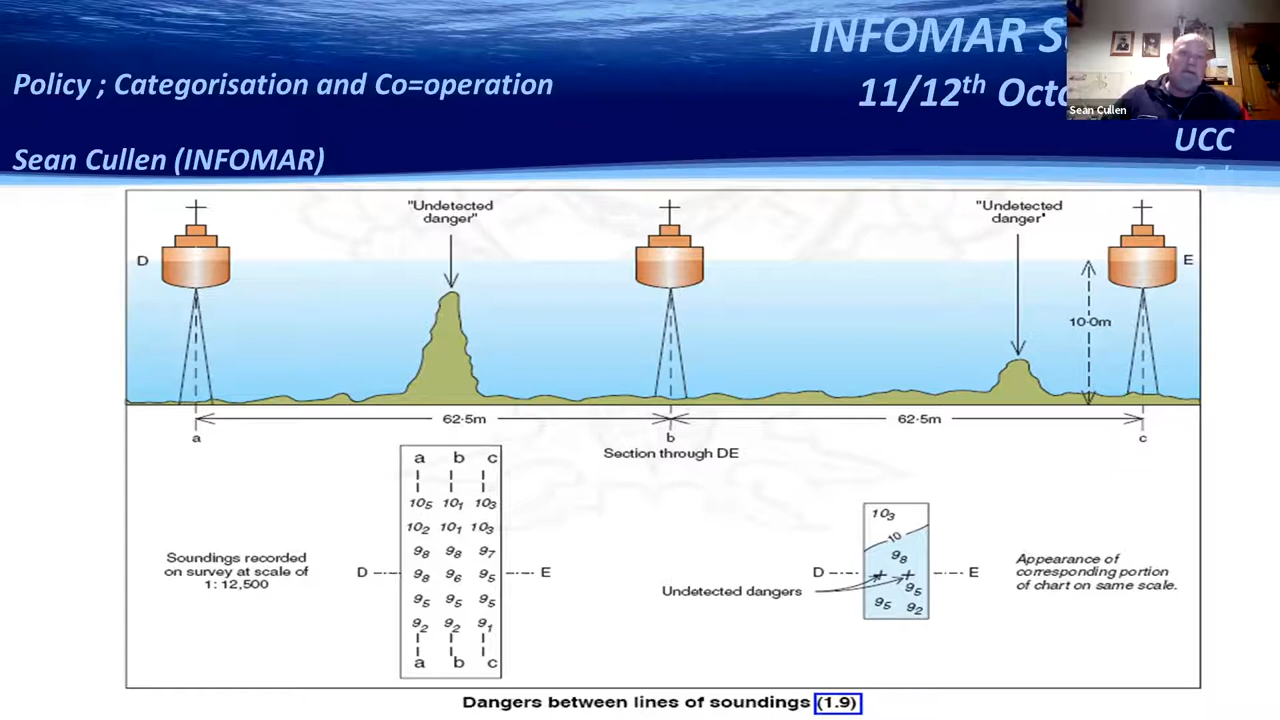 INFOMAR
Policy ; Categorisation and Co=operation
11/12th
Sean Cullen
UCC
Sean Cullen (INFOMAR)
"Undetected
danger"
"Undetected
danger"
D
E
10·0m
62·5m
62·5m
a
b
c
Section through DE
a b c
10₅ 10₁ 10₃
10₂ 10₁ 10₃
9₈ 9₈ 9₇
D 9₈ 9₆ 9₅ E
9₅ 9₅ 9₅
9₂ 9₂ 9₁
a b c
Soundings recorded
on survey at scale of
1: 12,500
10₃
10
9₈
D E
9₅
9₅ 9₂
Undetected dangers
Appearance of
corresponding portion
of chart on same scale.
Dangers between lines of soundings (1.9)